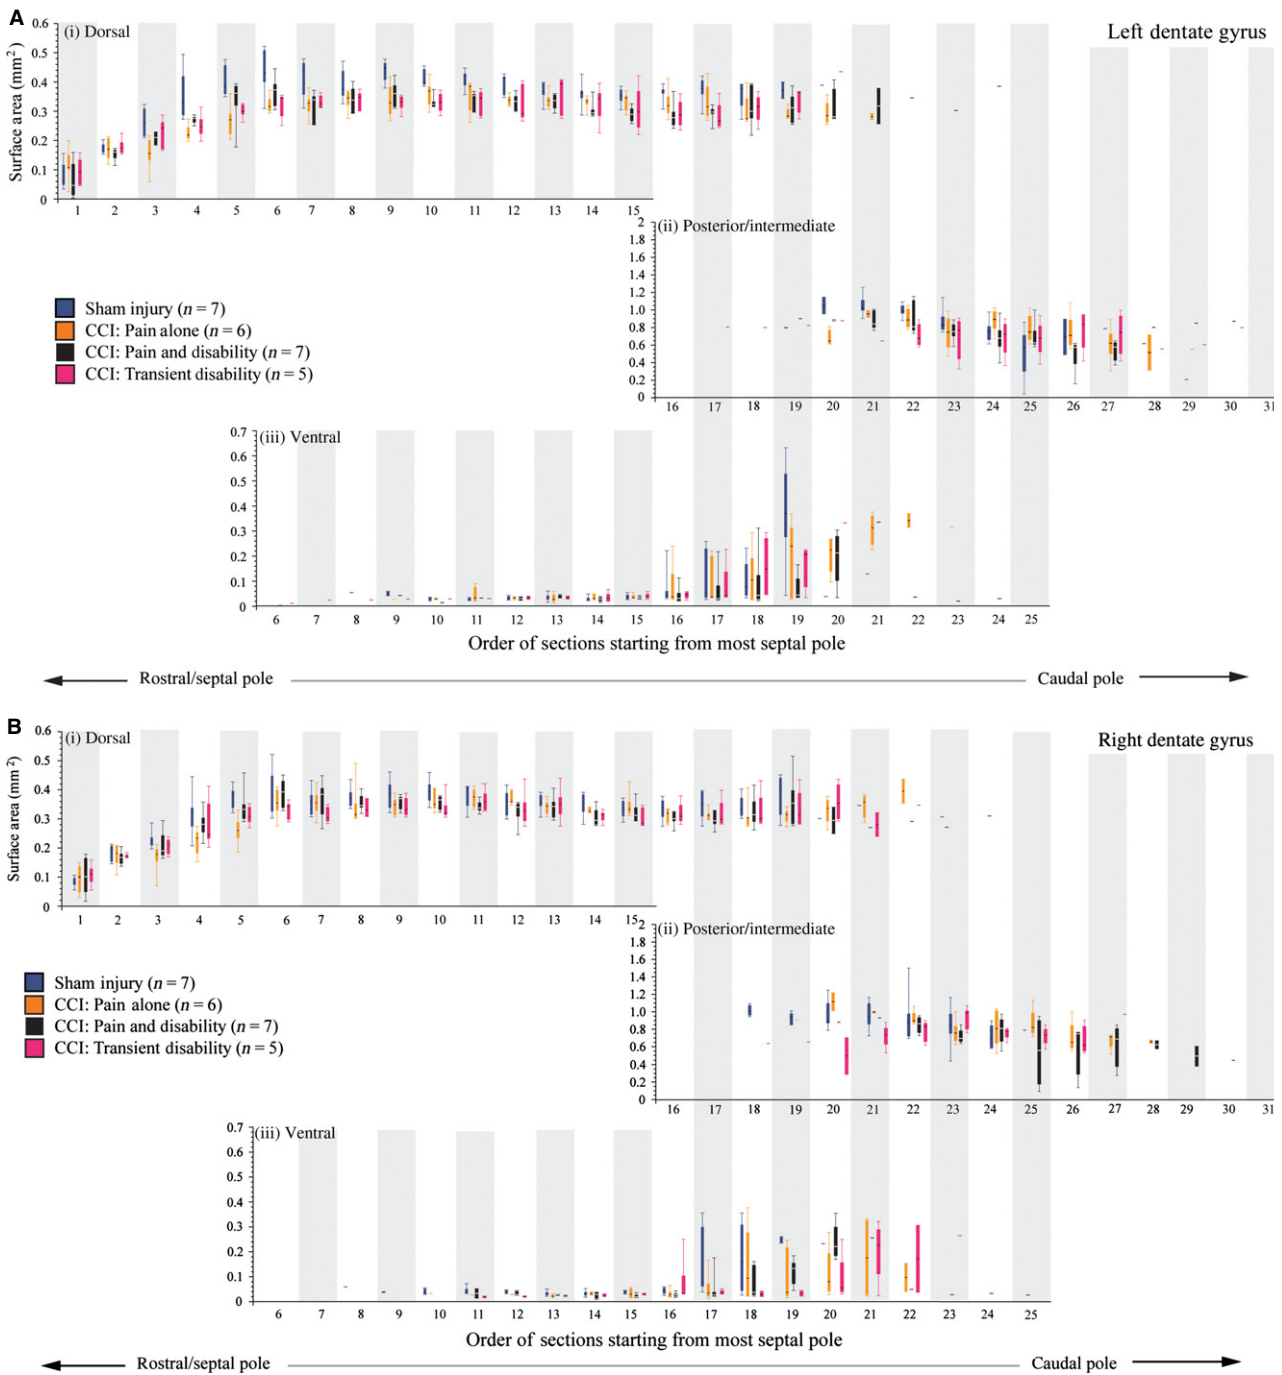 A
(i) Dorsal
Left dentate gyrus
Surface area (mm²)
0.6
0.5
0.4
0.3
0.2
0.1
0
1 2 3 4 5 6 7 8 9 10 11 12 13 14 15
(ii) Posterior/intermediate
2
1.8
1.6
1.4
1.2
1.0
0.8
0.6
0.4
0.2
0
16 17 18 19 20 21 22 23 24 25 26 27 28 29 30 31
Sham injury (n = 7)
CCI: Pain alone (n = 6)
CCI: Pain and disability (n = 7)
CCI: Transient disability (n = 5)
(iii) Ventral
0.7
0.6
0.5
0.4
0.3
0.2
0.1
0
6 7 8 9 10 11 12 13 14 15 16 17 18 19 20 21 22 23 24 25
Order of sections starting from most septal pole
Rostral/septal pole Caudal pole
B
(i) Dorsal
Right dentate gyrus
Surface area (mm²)
0.6
0.5
0.4
0.3
0.2
0.1
0
1 2 3 4 5 6 7 8 9 10 11 12 13 14 15
(ii) Posterior/intermediate
2
1.8
1.6
1.4
1.2
1.0
0.8
0.6
0.4
0.2
0
16 17 18 19 20 21 22 23 24 25 26 27 28 29 30 31
Sham injury (n = 7)
CCI: Pain alone (n = 6)
CCI: Pain and disability (n = 7)
CCI: Transient disability (n = 5)
(iii) Ventral
0.7
0.6
0.5
0.4
0.3
0.2
0.1
0
6 7 8 9 10 11 12 13 14 15 16 17 18 19 20 21 22 23 24 25
Order of sections starting from most septal pole
Rostral/septal pole Caudal pole